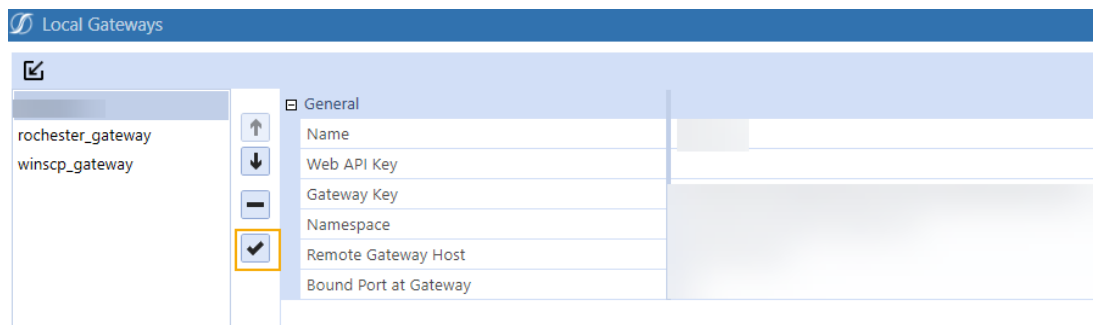 Local Gateways
General
rochester_gateway
Name
winscp_gateway
Web API Key
Gateway Key
Namespace
Remote Gateway Host
Bound Port at Gateway